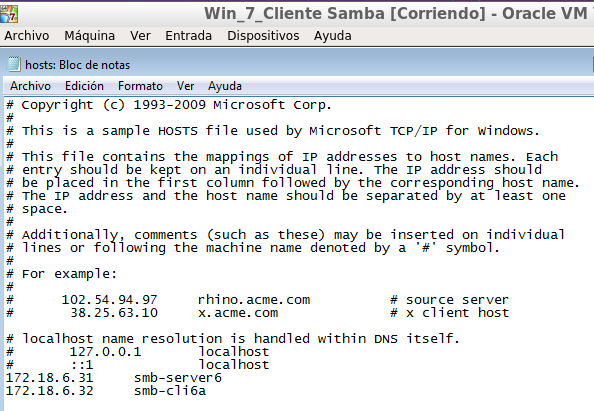 Win_7_Cliente Samba [Corriendo] - Oracle VM
Archivo Máquina Ver Entrada Dispositivos Ayuda
hosts: Bloc de notas
Archivo Edición Formato Ver Ayuda
# Copyright (c) 1993-2009 Microsoft Corp.
#
# This is a sample HOSTS file used by Microsoft TCP/IP for Windows.
#
# This file contains the mappings of IP addresses to host names. Each
# entry should be kept on an individual line. The IP address should
# be placed in the first column followed by the corresponding host name.
# The IP address and the host name should be separated by at least one
# space.
#
# Additionally, comments (such as these) may be inserted on individual
# lines or following the machine name denoted by a '#' symbol.
#
# For example:
#
#      102.54.94.97     rhino.acme.com          # source server
#       38.25.63.10     x.acme.com              # x client host

# localhost name resolution is handled within DNS itself.
#       127.0.0.1       localhost
#       ::1             localhost
172.18.6.31     smb-server6
172.18.6.32     smb-cli6a